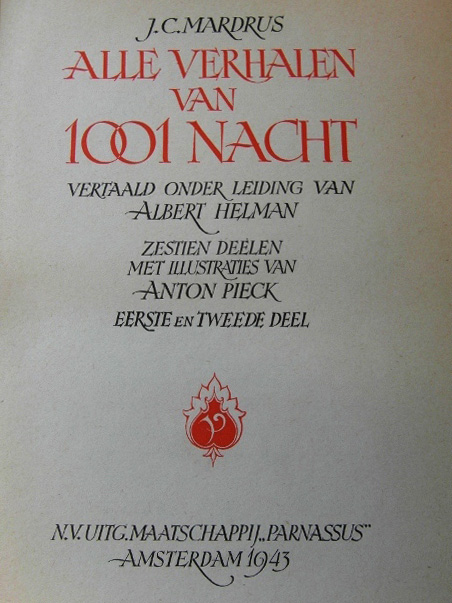 J.C. MARDRUS
ALLE VERHALEN
VAN
1001 NACHT
VERTAALD ONDER LEIDING VAN
ALBERT HELMAN
ZESTIEN DEELEN
MET ILLUSTRATIES VAN
ANTON PIECK
EERSTE EN TWEEDE DEEL
P
N.V. UITG. MAATSCHAPPIJ „PARNASSUS"
AMSTERDAM 1943